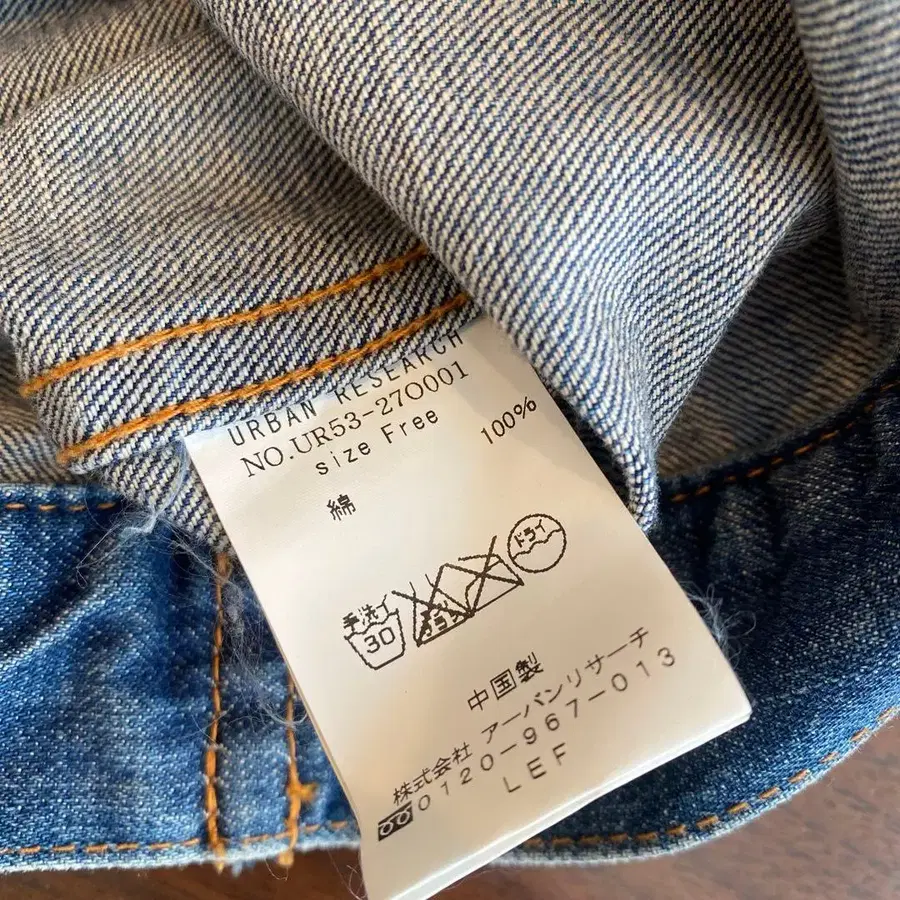 URBAN RESEARCH
NO.UR53-27O001
size Free
綿 100%
手洗イ
30
ドライ
中国製
株式会社 アーバンリサーチ
0120-967-013
LEF